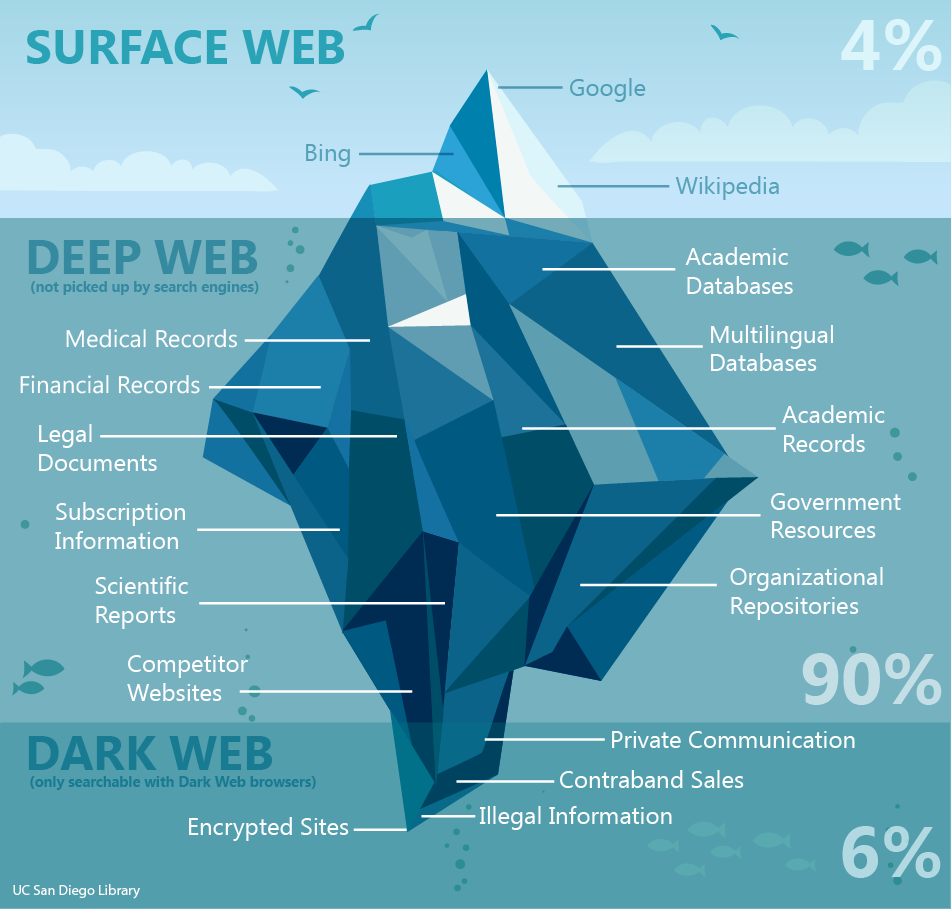 SURFACE WEB
4%
Google
Bing
Wikipedia
DEEP WEB
(not picked up by search engines)
Academic
Databases
Medical Records
Multilingual
Databases
Financial Records
Academic
Records
Legal
Documents
Government
Resources
Subscription
Information
Organizational
Repositories
Scientific
Reports
Competitor
Websites
90%
DARK WEB
(only searchable with Dark Web browsers)
Private Communication
Contraband Sales
Illegal Information
Encrypted Sites
6%
UC San Diego Library